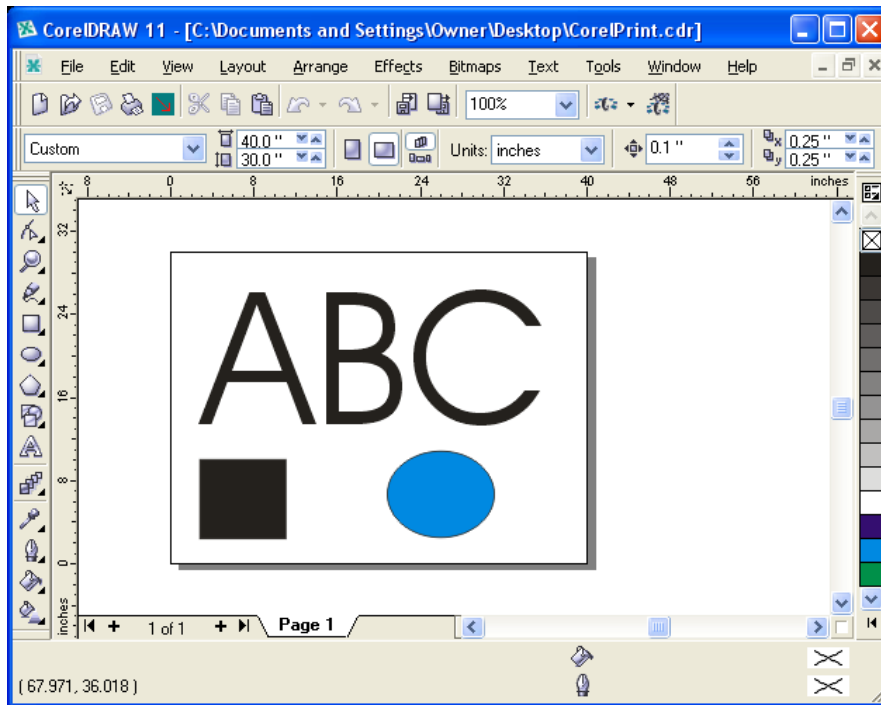 CorelDRAW 11 - [C:\Documents and Settings\Owner\Desktop\CorelPrint.cdr]
File Edit View Layout Arrange Effects Bitmaps Text Tools Window Help
100%
Custom 40.0 " 30.0 " Units: inches 0.1 " x 0.25 " y 0.25 "
8 0 8 16 24 32 40 48 56 inches
32
24
16
8
0
inches
ABC
1 of 1 Page 1
( 67.971, 36.018 )